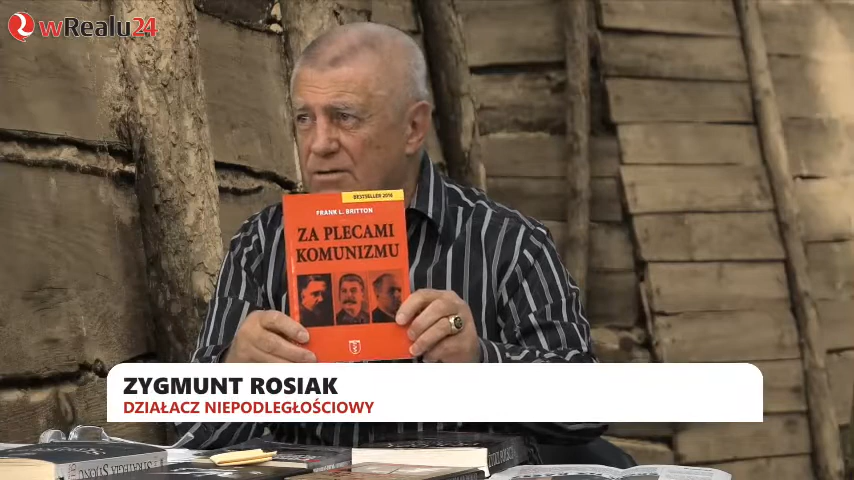 wRealu24
BESTSELLER 2016
FRANK L. BRITTON
ZA PLECAMI
KOMUNIZMU
ZYGMUNT ROSIAK
DZIAŁACZ NIEPODLEGŁOŚCIOWY